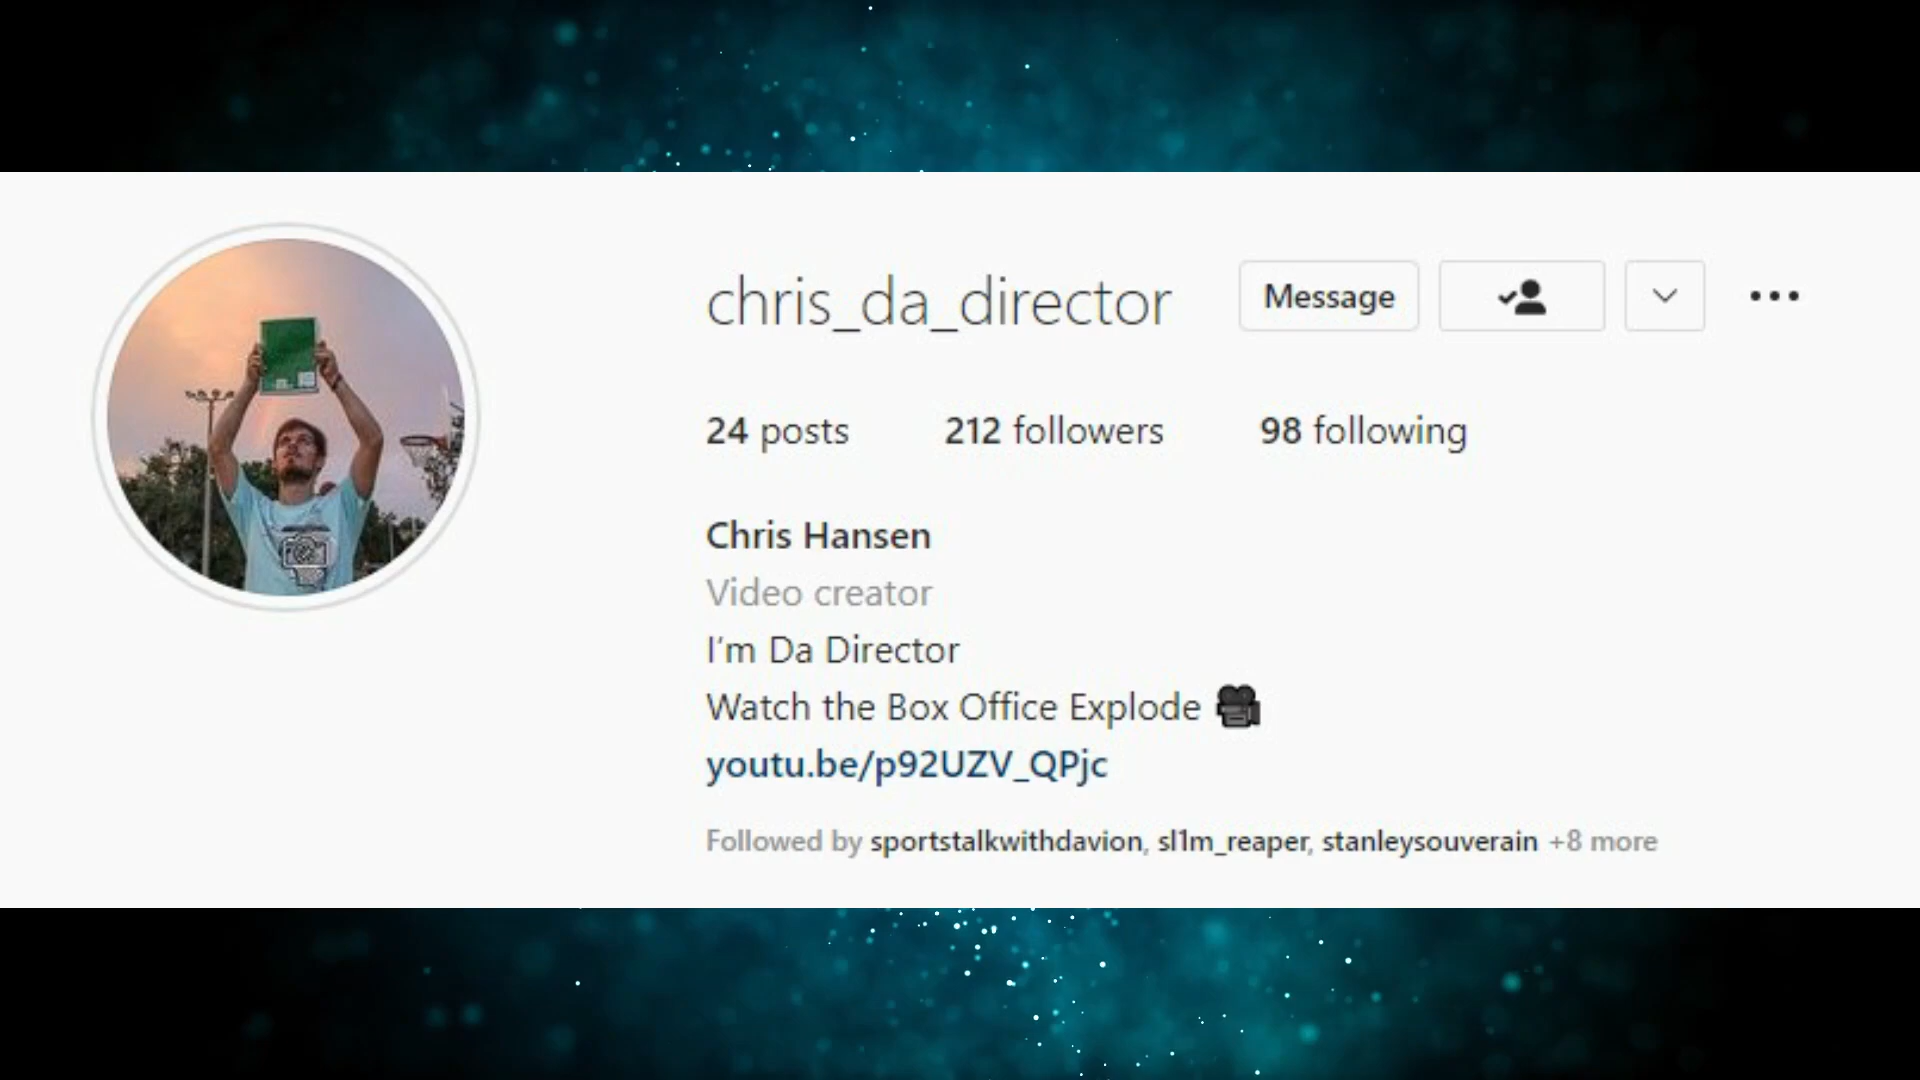 chris_da_director Message
24 posts 212 followers 98 following
Chris Hansen
Video creator
I'm Da Director
Watch the Box Office Explode
youtu.be/p92UZV_QPjc
Followed by sportstalkwithdavion, sl1m_reaper, stanleysouverain +8 more